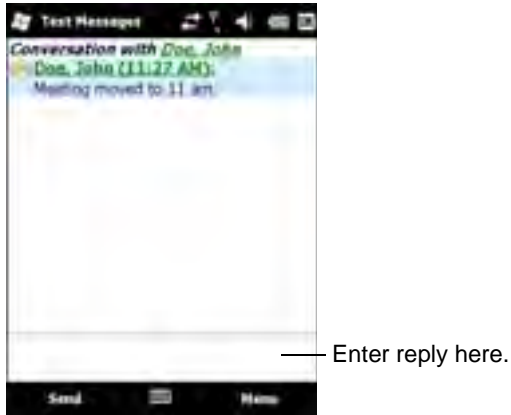 Text Messages
Conversation with Doe, John
Doe, John (11:27 AM):
Meeting moved to 11 am.
Enter reply here.
Send Menu